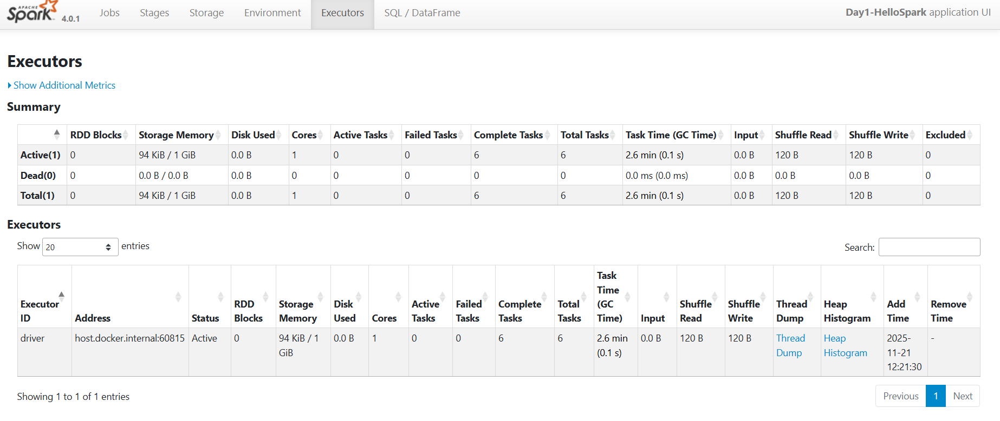 APACHE
Spark 4.0.1 Jobs Stages Storage Environment Executors SQL / DataFrame Day1-HelloSpark application UI
Executors
Show Additional Metrics
Summary
RDD Blocks Storage Memory Disk Used Cores Active Tasks Failed Tasks Complete Tasks Total Tasks Task Time (GC Time) Input Shuffle Read Shuffle Write Excluded
Active(1) 0 94 KiB / 1 GiB 0.0 B 1 0 0 6 6 2.6 min (0.1 s) 0.0 B 120 B 120 B 0
Dead(0) 0 0.0 B / 0.0 B 0.0 B 0 0 0 0 0 0.0 ms (0.0 ms) 0.0 B 0.0 B 0.0 B 0
Total(1) 0 94 KiB / 1 GiB 0.0 B 1 0 0 6 6 2.6 min (0.1 s) 0.0 B 120 B 120 B 0
Executors
Show 20 entries Search:
Executor ID Address Status RDD Blocks Storage Memory Disk Used Cores Active Tasks Failed Tasks Complete Tasks Total Tasks Task Time (GC Time) Input Shuffle Read Shuffle Write Thread Dump Heap Histogram Add Time Remove Time
driver host.docker.internal:60815 Active 0 94 KiB / 1 GiB 0.0 B 1 0 0 6 6 2.6 min (0.1 s) 0.0 B 120 B 120 B Thread Dump Heap Histogram 2025-11-21 12:21:30 -
Showing 1 to 1 of 1 entries Previous 1 Next